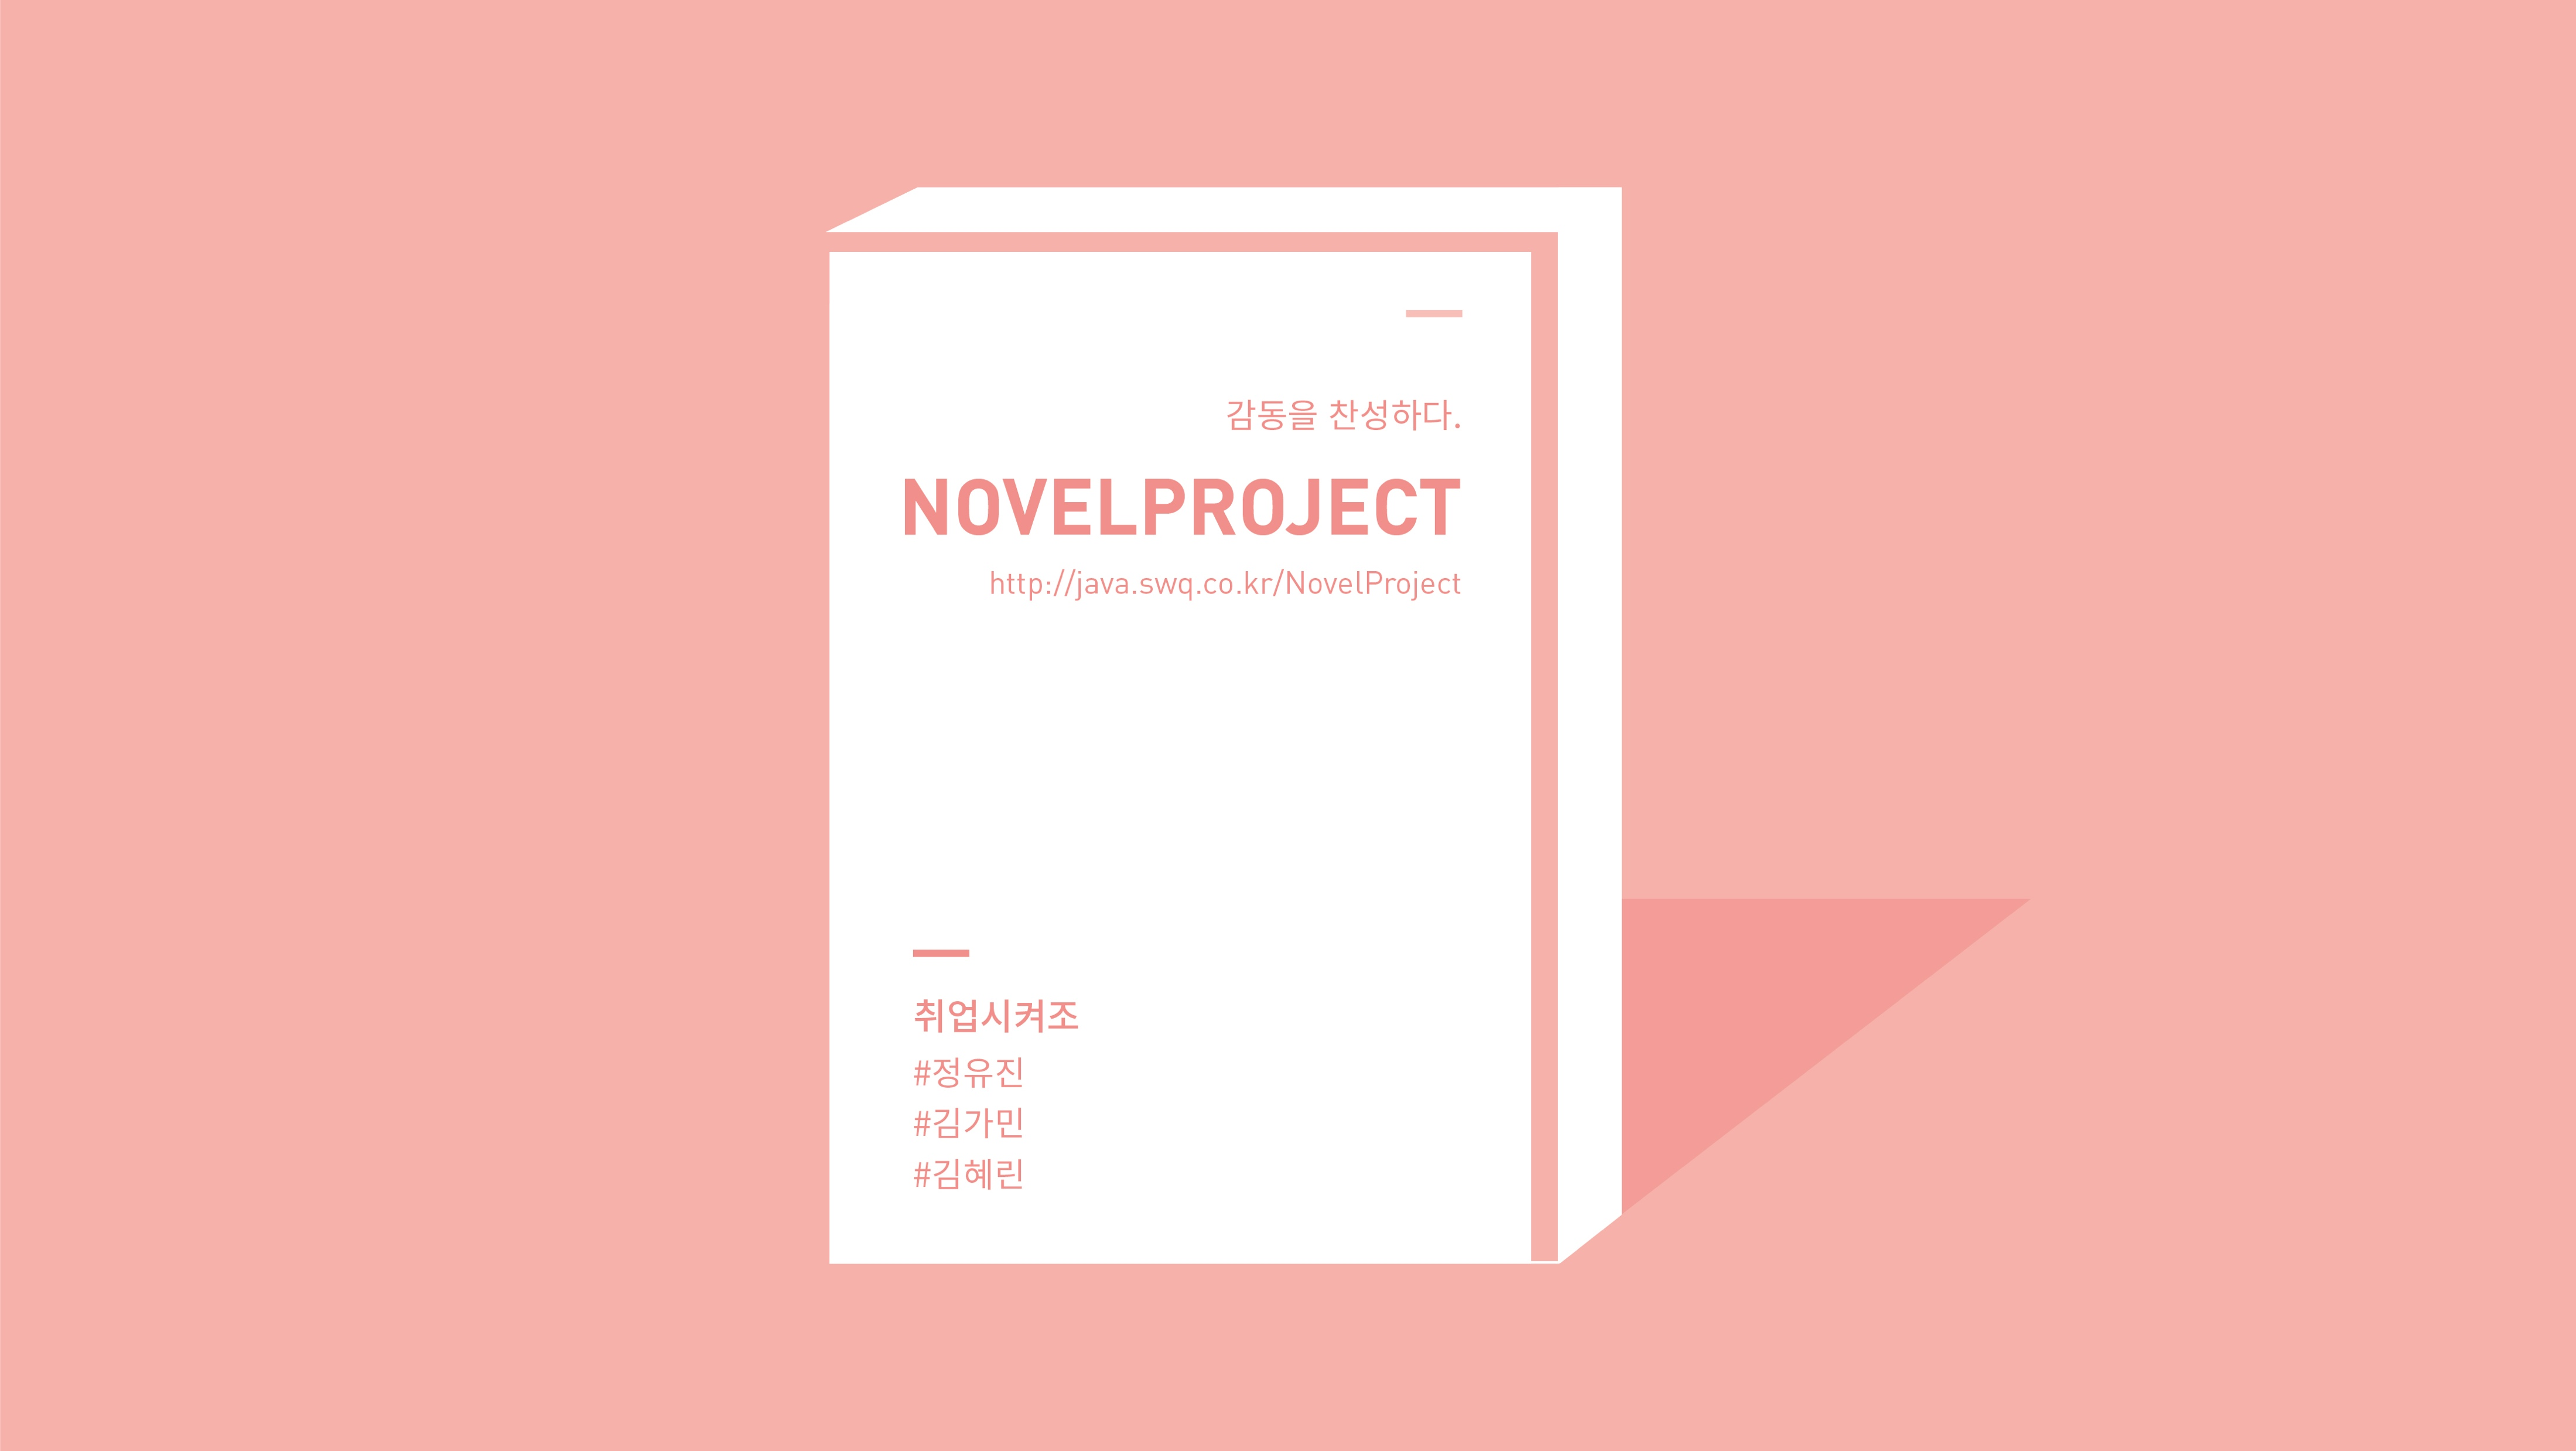 감동을 찬성하다.
NOVELPROJECT
http://java.swq.co.kr/NovelProject
취업시켜조
#정유진
#김가민
#김혜린